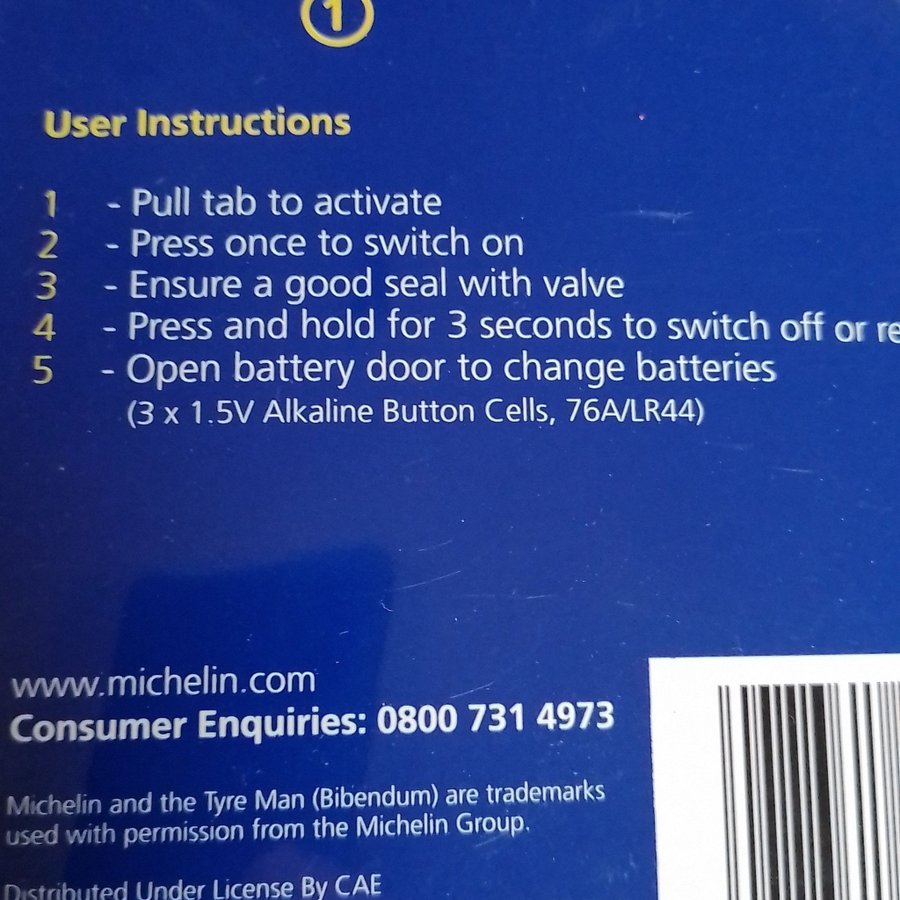 1
User Instructions
1 - Pull tab to activate
2 - Press once to switch on
3 - Ensure a good seal with valve
4 - Press and hold for 3 seconds to switch off or
5 - Open battery door to change batteries
(3 x 1.5V Alkaline Button Cells, 76A/LR44)
www.michelin.com
Consumer Enquiries: 0800 731 4973
Michelin and the Tyre Man (Bibendum) are trademarks
used with permission from the Michelin Group.
Distributed Under License By CAE